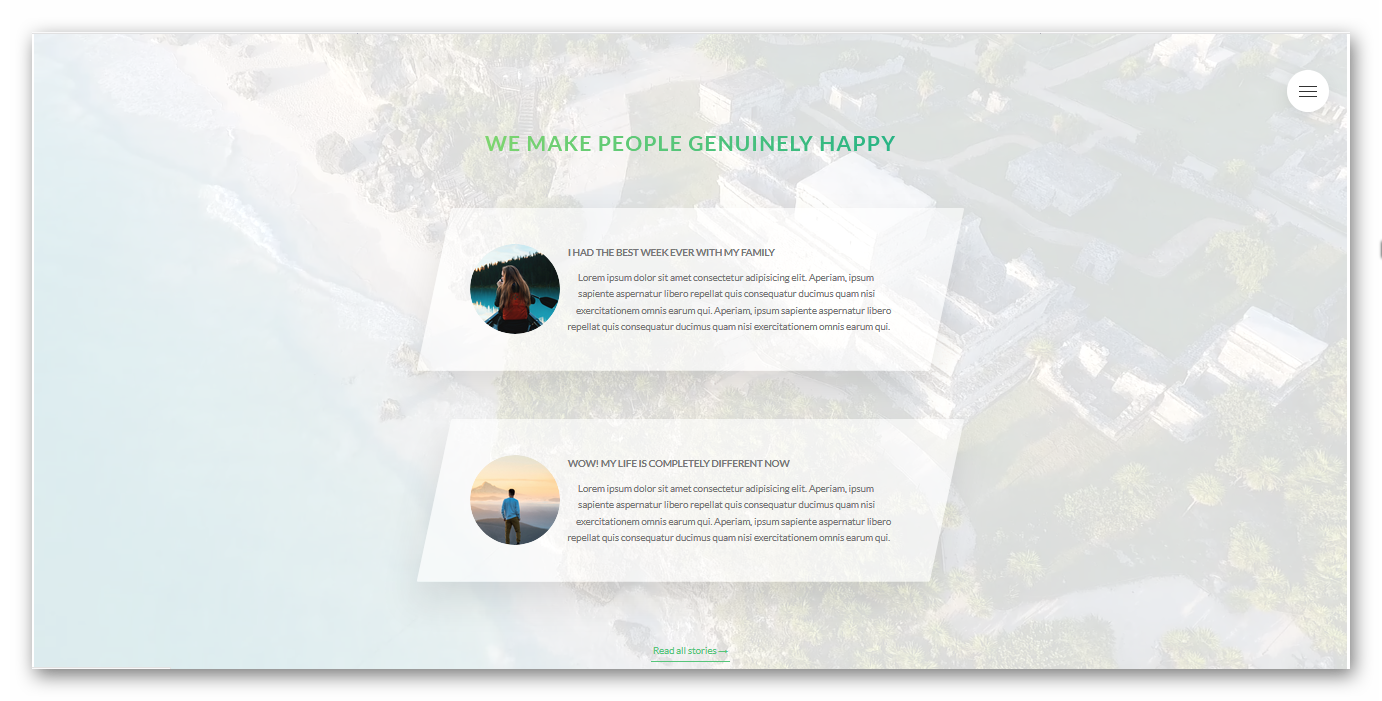 WE MAKE PEOPLE GENUINELY HAPPY
I HAD THE BEST WEEK EVER WITH MY FAMILY
Lorem ipsum dolor sit amet consectetur adipisicing elit. Aperiam, ipsum
sapiente aspernatur libero repellat quis consequatur ducimus quam nisi
exercitationem omnis earum qui. Aperiam, ipsum sapiente aspernatur libero
repellat quis consequatur ducimus quam nisi exercitationem omnis earum qui.
WOW! MY LIFE IS COMPLETELY DIFFERENT NOW
Lorem ipsum dolor sit amet consectetur adipisicing elit. Aperiam, ipsum
sapiente aspernatur libero repellat quis consequatur ducimus quam nisi
exercitationem omnis earum qui. Aperiam, ipsum sapiente aspernatur libero
repellat quis consequatur ducimus quam nisi exercitationem omnis earum qui.
Read all stories →